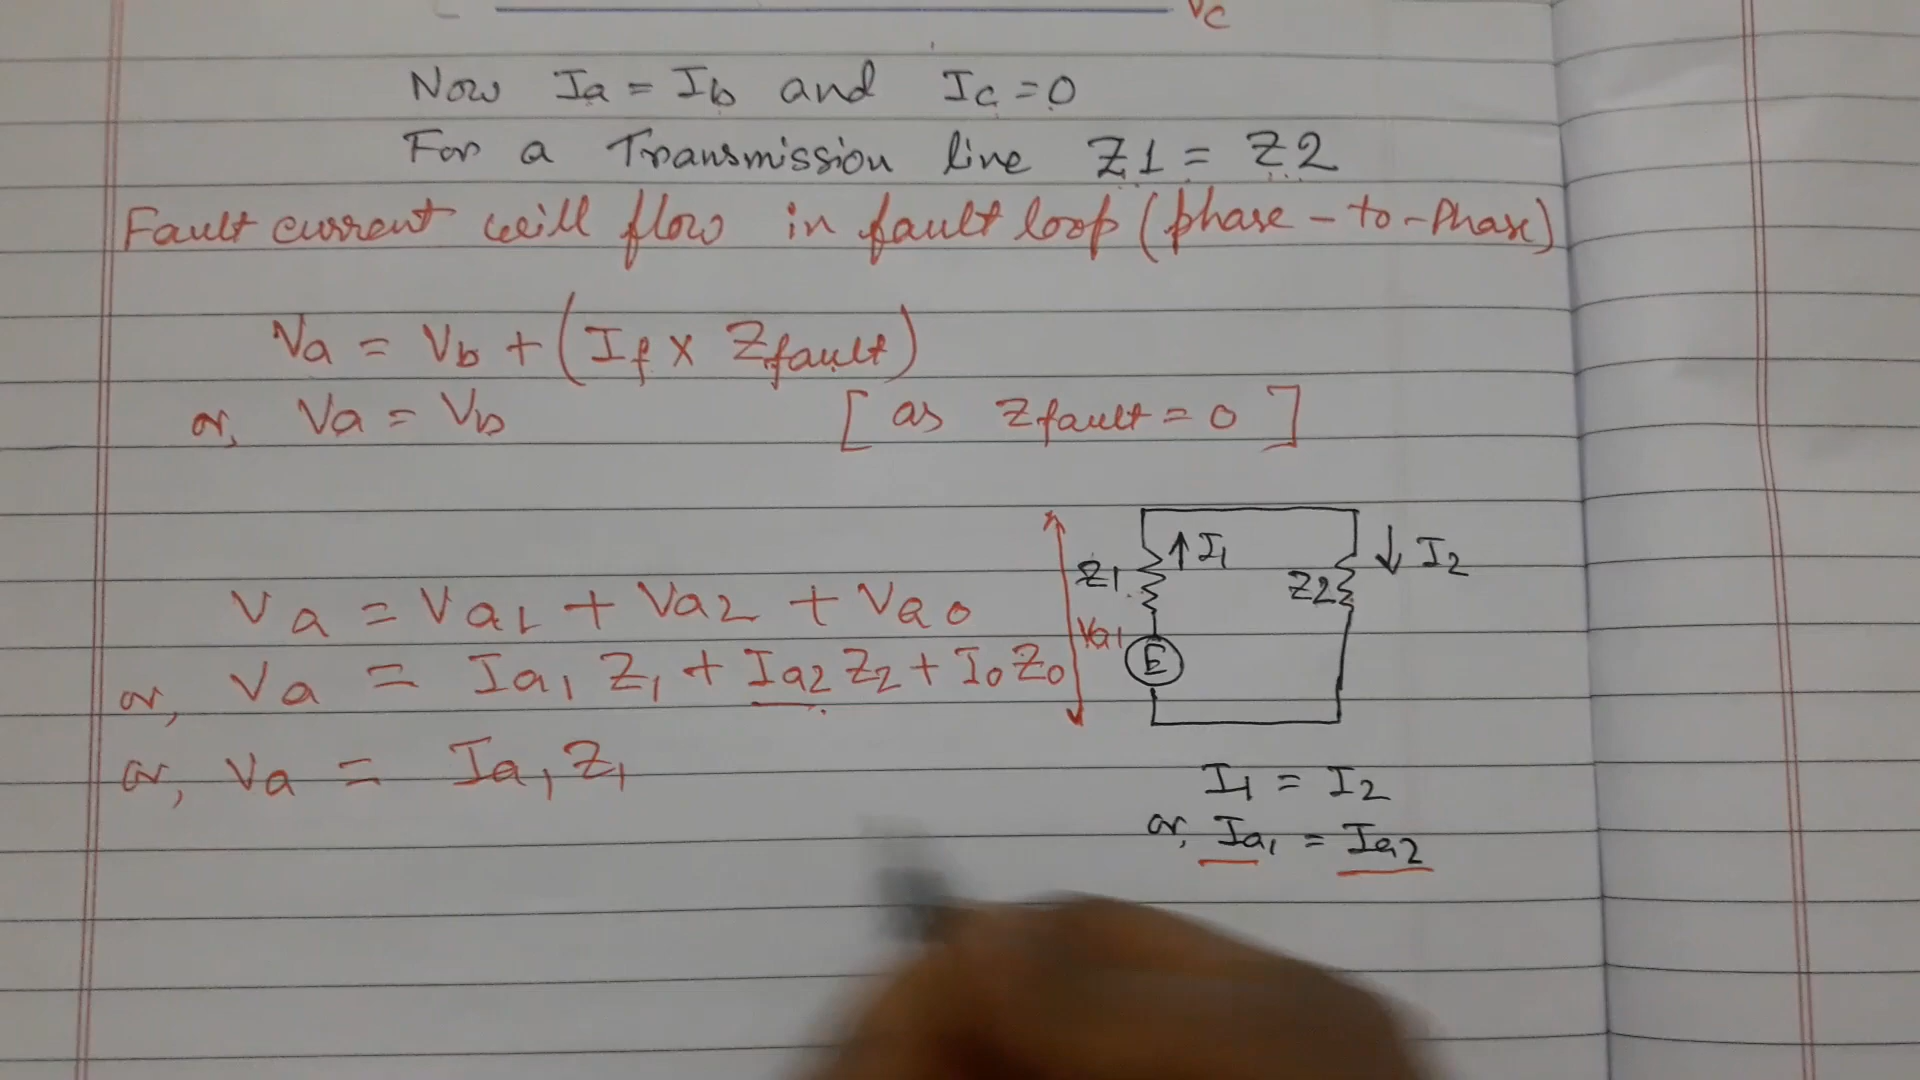 Vc
Now Ia = Ib and Ic = 0
For a Transmission line Z1 = Z2
Fault current will flow in fault loop (phase - to - Phase)
Va = Vb + (If x Zfault)
or, Va = Vb [as Zfault = 0]
Z1 ↑ I1 Z2 ↓ I2
Va1 E
Va = Va1 + Va2 + Va0
or, Va = Ia1 Z1 + Ia2 Z2 + I0 Z0
or, Va = Ia1 Z1
I1 = I2
or, Ia1 = Ia2